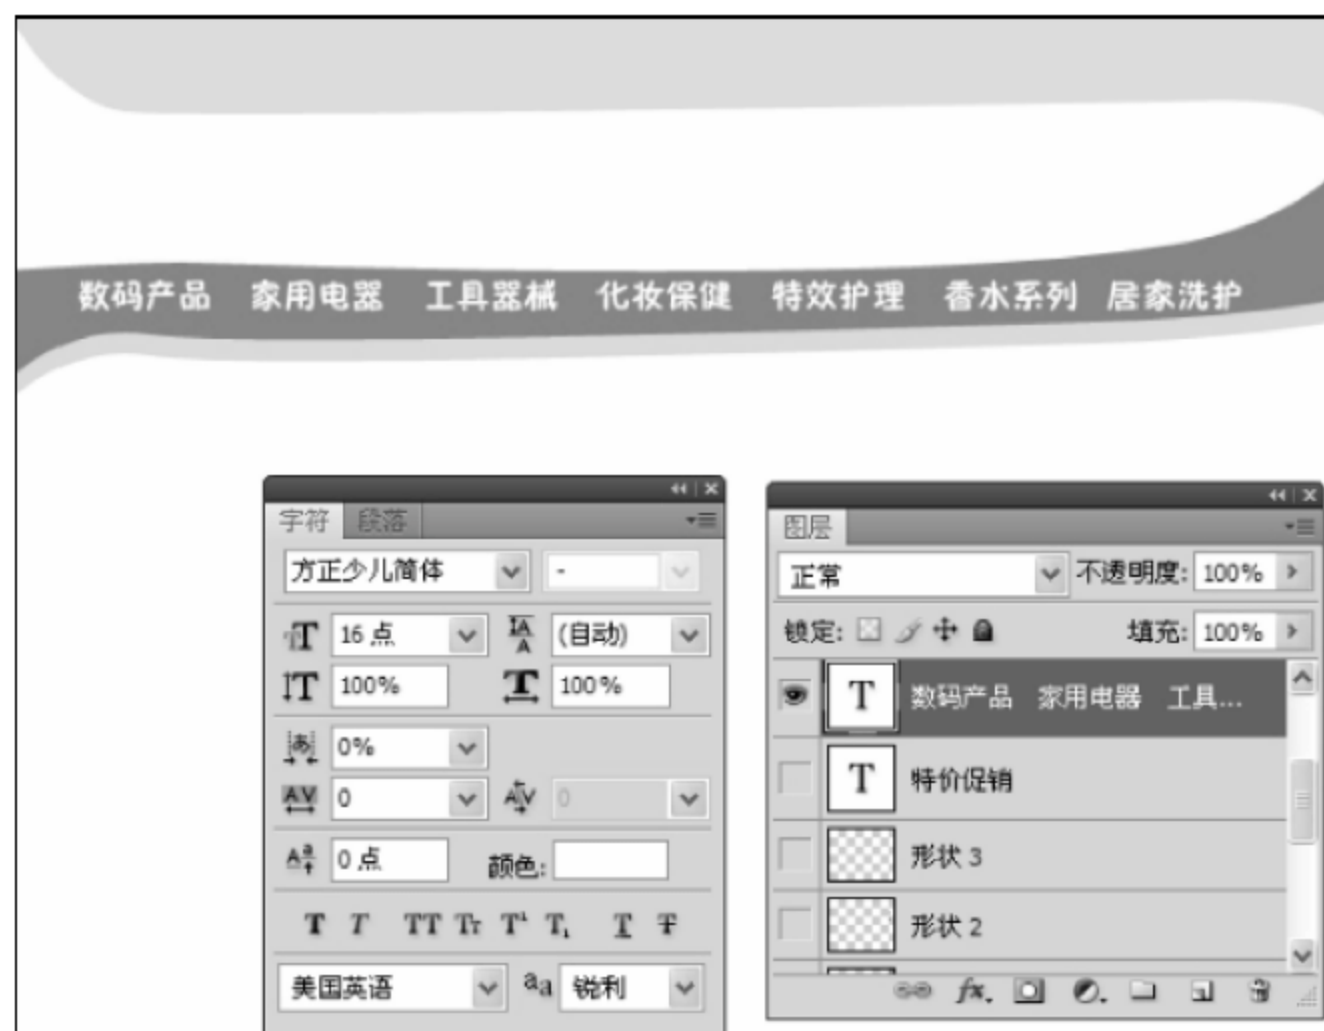 数码产品 家用电器 工具器械 化妆保健 特效护理 香水系列 居家洗护
字符 段落
方正少儿简体 -
16 点 (自动)
100% 100%
0%
0 0
0 点 颜色:
T T TT Tr T¹ T, T T
美国英语 aa 锐利
图层
正常 不透明度: 100%
锁定: 填充: 100%
T 数码产品 家用电器 工具...
T 特价促销
形状 3
形状 2
fx.